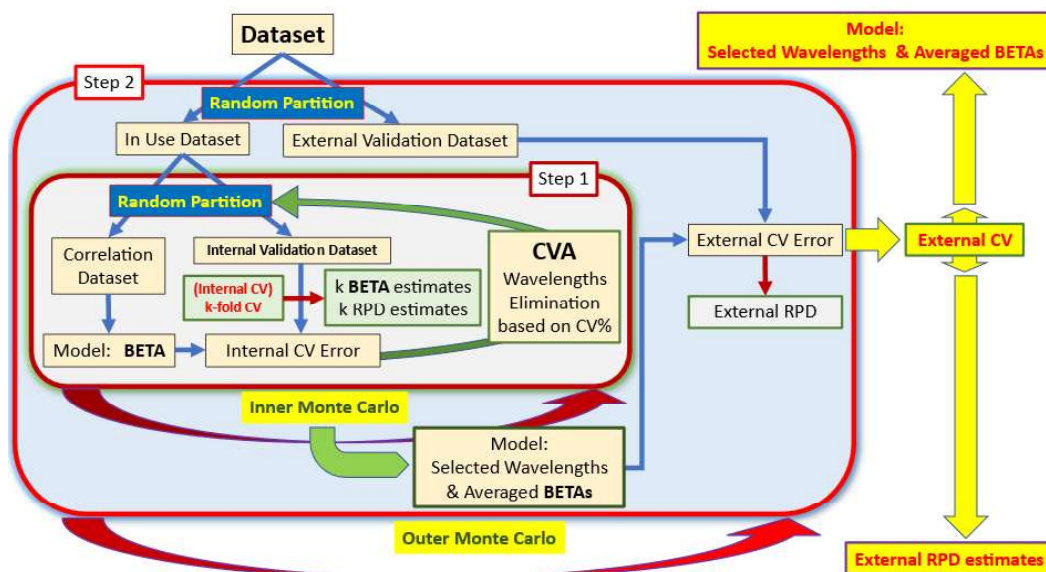 Dataset
Model:
Selected Wavelengths & Averaged BETAs
Step 2
Random Partition
In Use Dataset
External Validation Dataset
Step 1
Random Partition
Correlation
Dataset
Internal Validation Dataset
(Internal CV)
k-fold CV
k BETA estimates
k RPD estimates
CVA
Wavelengths
Elimination
based on CV%
Model: BETA
Internal CV Error
External CV Error
External RPD
External CV
Inner Monte Carlo
Model:
Selected Wavelengths
& Averaged BETAs
Outer Monte Carlo
External RPD estimates